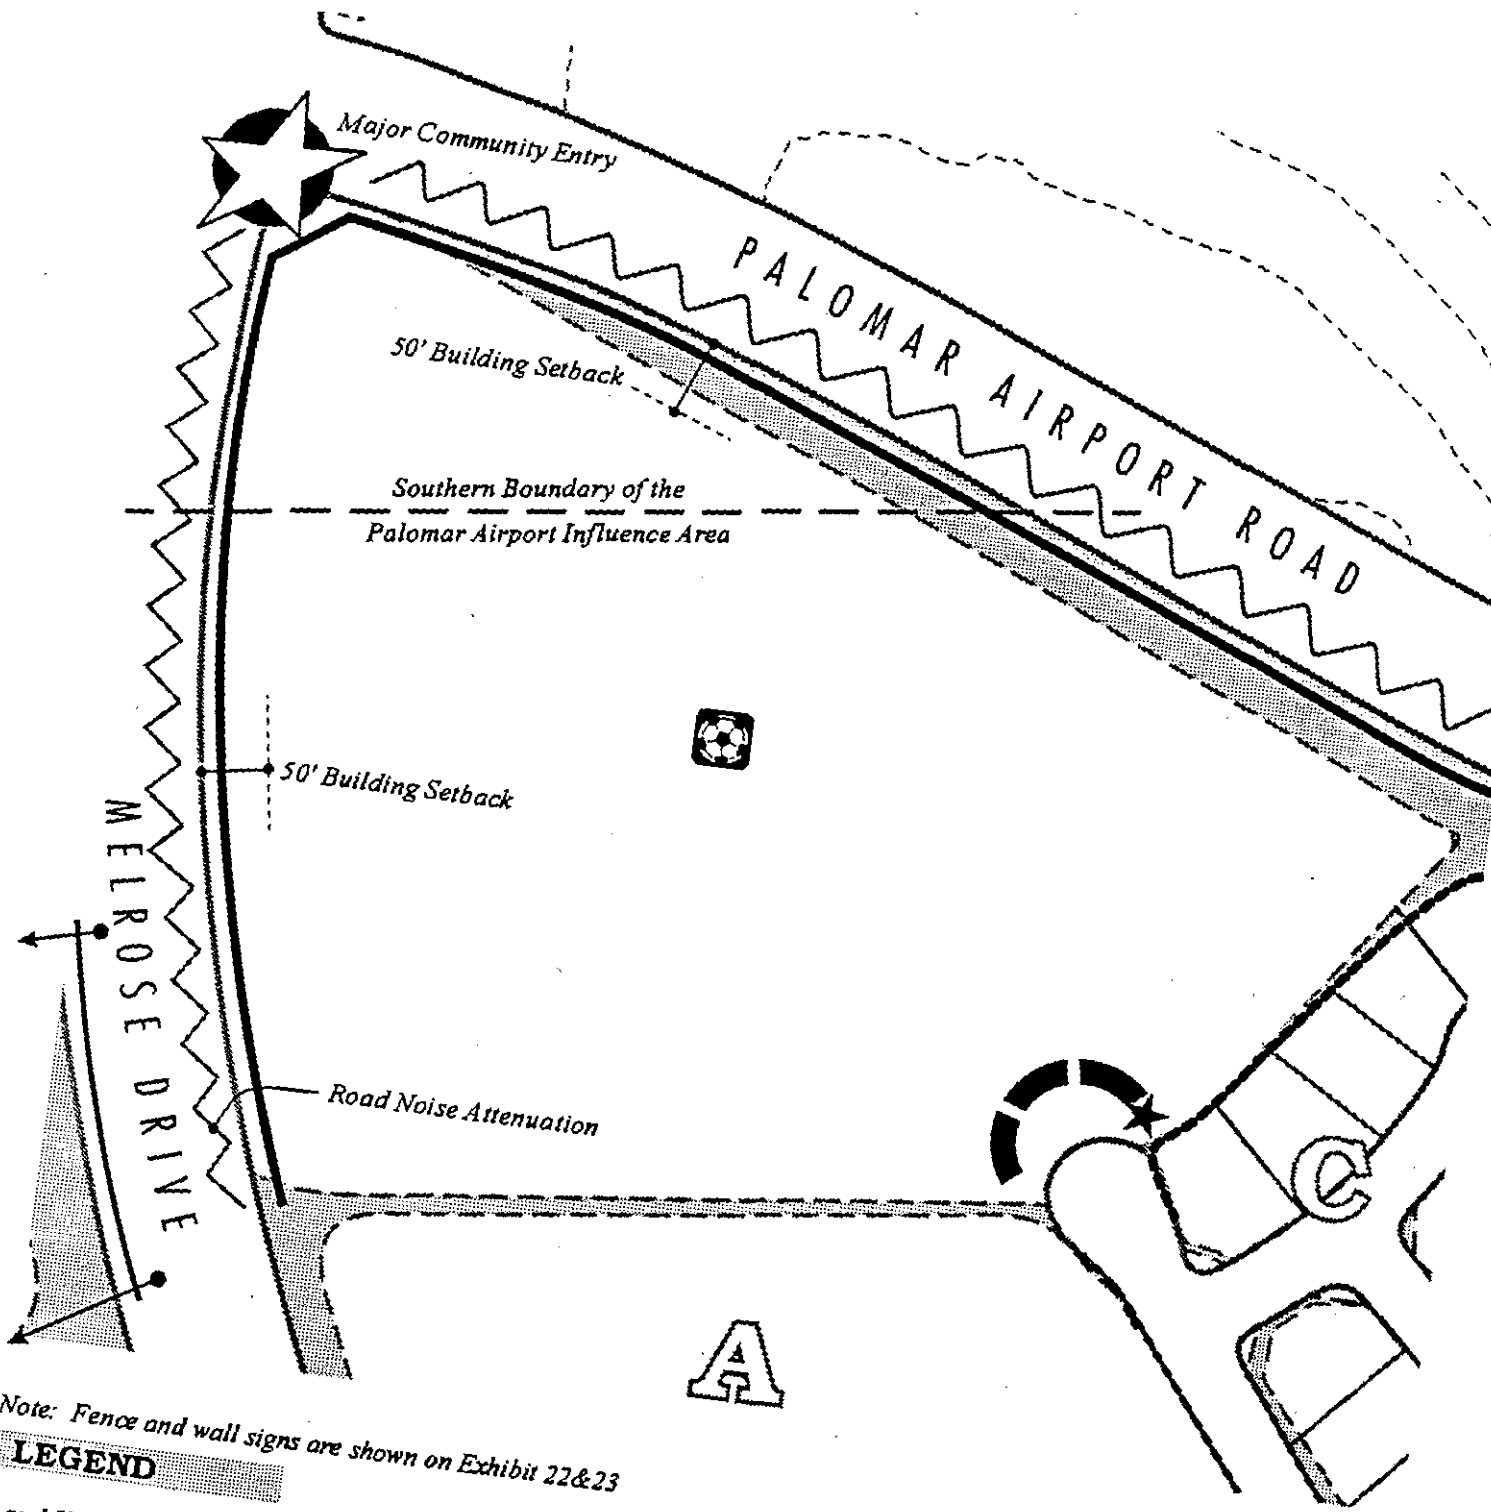 Major Community Entry
PALOMAR AIRPORT ROAD
50' Building Setback
Southern Boundary of the
Palomar Airport Influence Area
50' Building Setback
MELROSE DRIVE
Road Noise Attenuation
C
A
Note: Fence and wall signs are shown on Exhibit 22&23
LEGEND